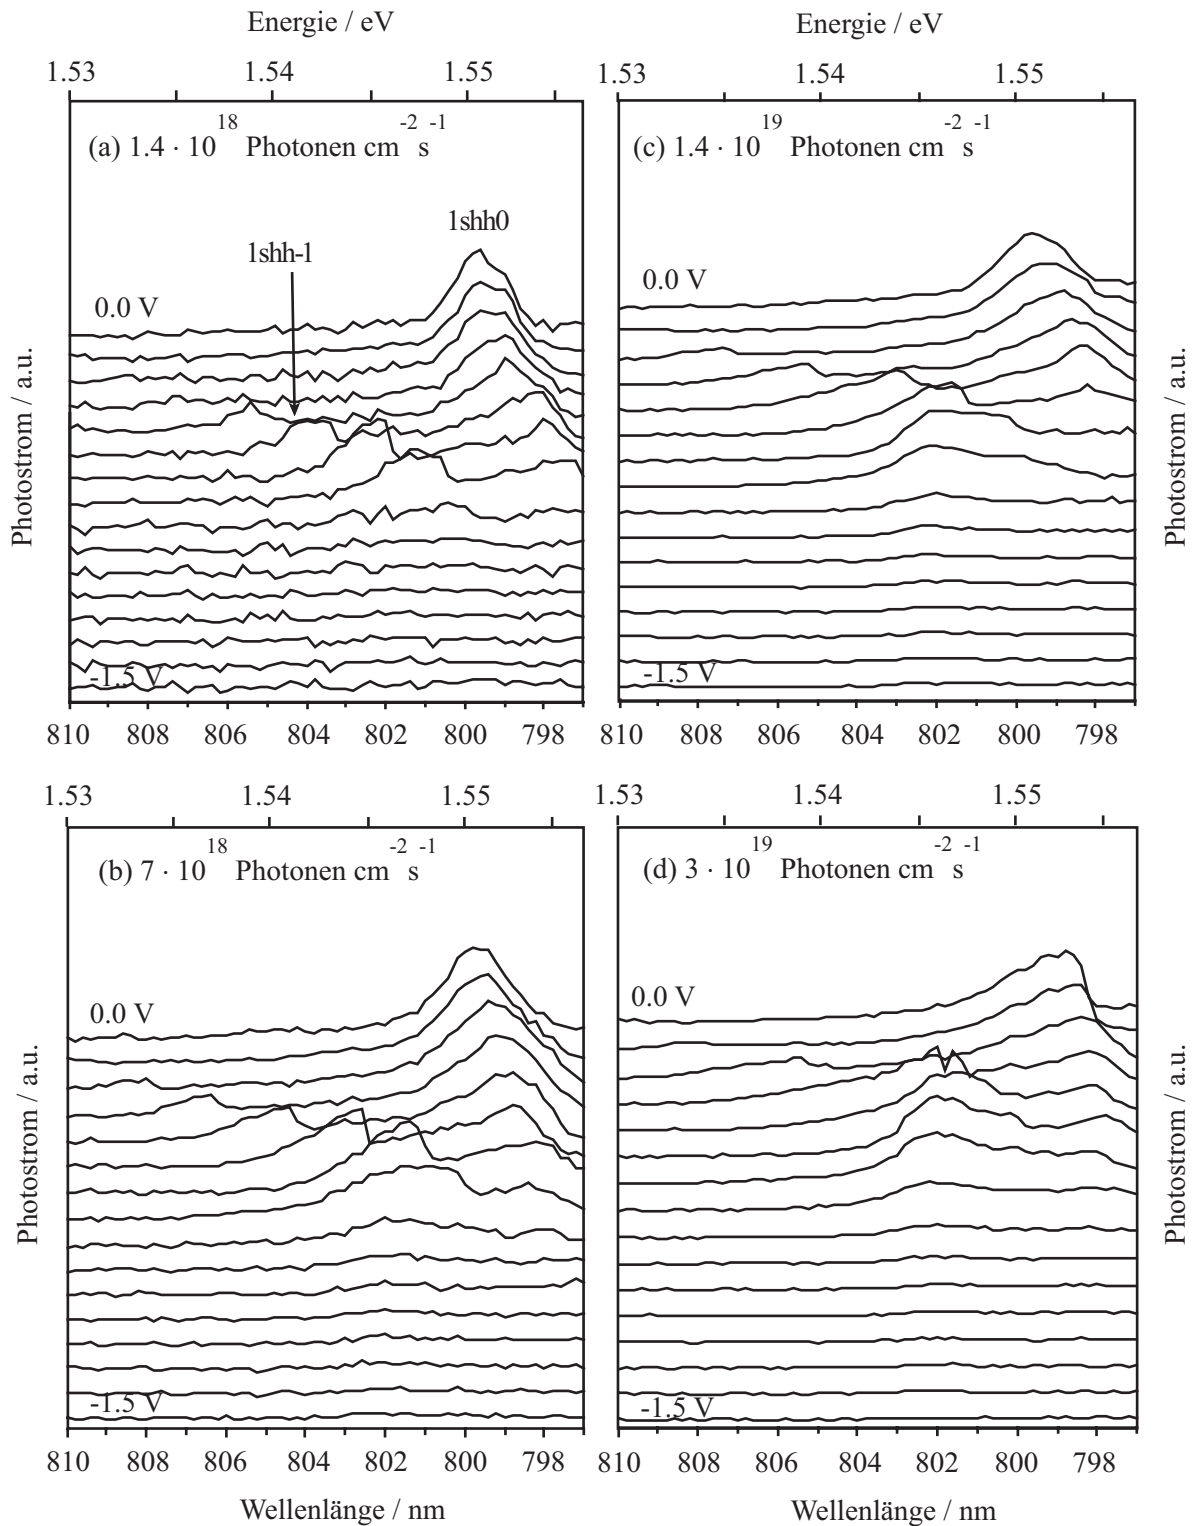 Energie / eV
1.53 1.54 1.55
(a) 1.4 · 10^18 Photonen cm^-2 s^-1
1shh0
1shh-1
0.0 V
Photostrom / a.u.
-1.5 V
810 808 806 804 802 800 798
Energie / eV
1.53 1.54 1.55
(c) 1.4 · 10^19 Photonen cm^-2 s^-1
0.0 V
Photostrom / a.u.
-1.5 V
810 808 806 804 802 800 798
1.53 1.54 1.55
(b) 7 · 10^18 Photonen cm^-2 s^-1
0.0 V
Photostrom / a.u.
-1.5 V
810 808 806 804 802 800 798
Wellenlänge / nm
1.53 1.54 1.55
(d) 3 · 10^19 Photonen cm^-2 s^-1
0.0 V
Photostrom / a.u.
-1.5 V
810 808 806 804 802 800 798
Wellenlänge / nm